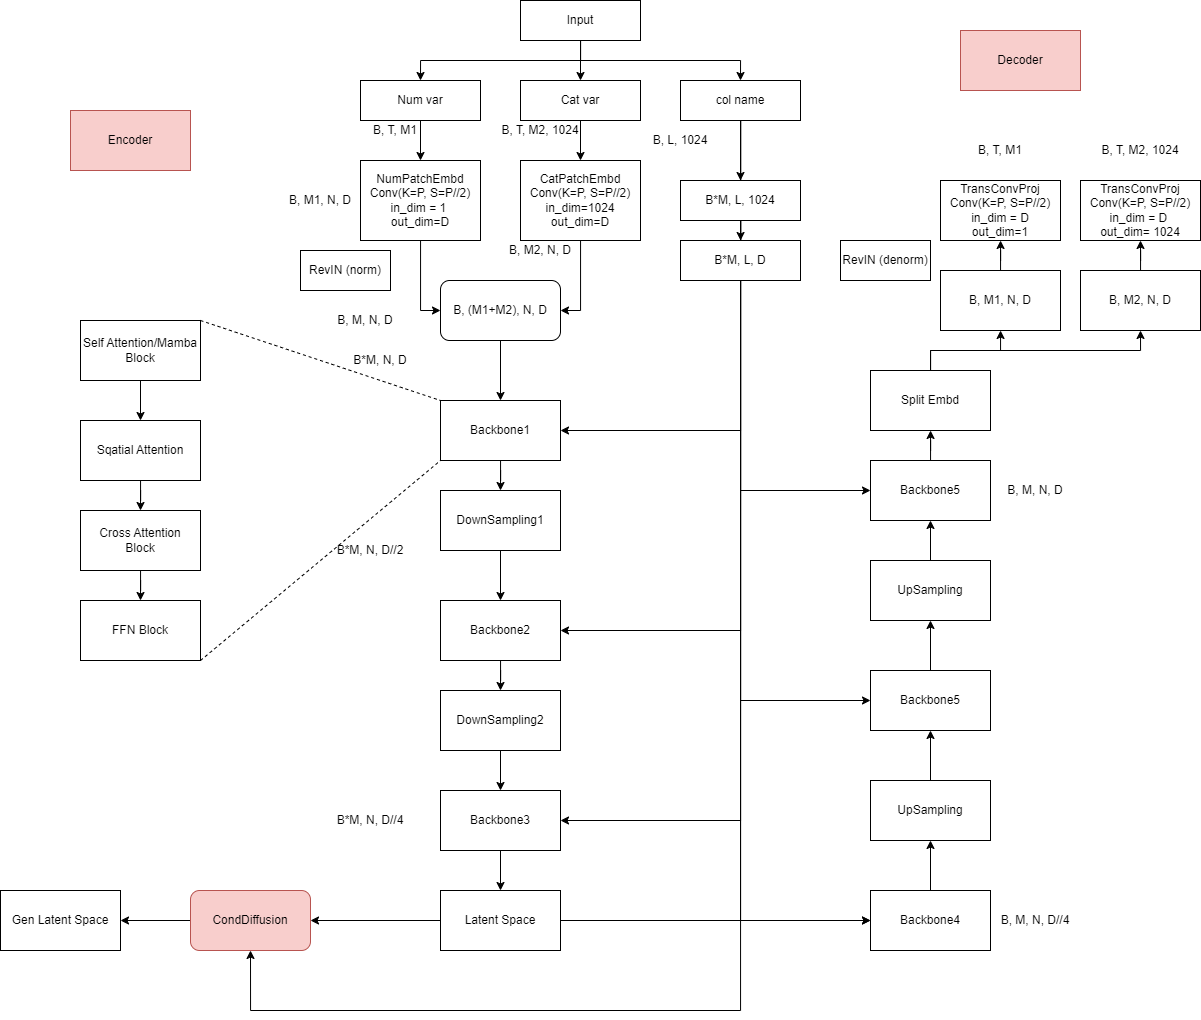 Input
Decoder
Num var
Cat var
col name
Encoder
B, T, M1
B, T, M2, 1024
B, L, 1024
B, T, M1
B, T, M2, 1024
NumPatchEmbd
Conv(K=P, S=P//2)
in_dim = 1
out_dim=D
CatPatchEmbd
Conv(K=P, S=P//2)
in_dim=1024
out_dim=D
B, M1, N, D
B*M, L, 1024
TransConvProj
Conv(K=P, S=P//2)
in_dim = D
out_dim=1
TransConvProj
Conv(K=P, S=P//2)
in_dim = D
out_dim= 1024
B, M2, N, D
RevIN (norm)
B*M, L, D
RevIN (denorm)
B, (M1+M2), N, D
B, M1, N, D
B, M2, N, D
B, M, N, D
Self Attention/Mamba
Block
B*M, N, D
Split Embd
Backbone1
Sqatial Attention
Backbone5
B, M, N, D
DownSampling1
Cross Attention
Block
B*M, N, D//2
UpSampling
FFN Block
Backbone2
Backbone5
DownSampling2
UpSampling
B*M, N, D//4
Backbone3
Gen Latent Space
CondDiffusion
Latent Space
Backbone4
B, M, N, D//4